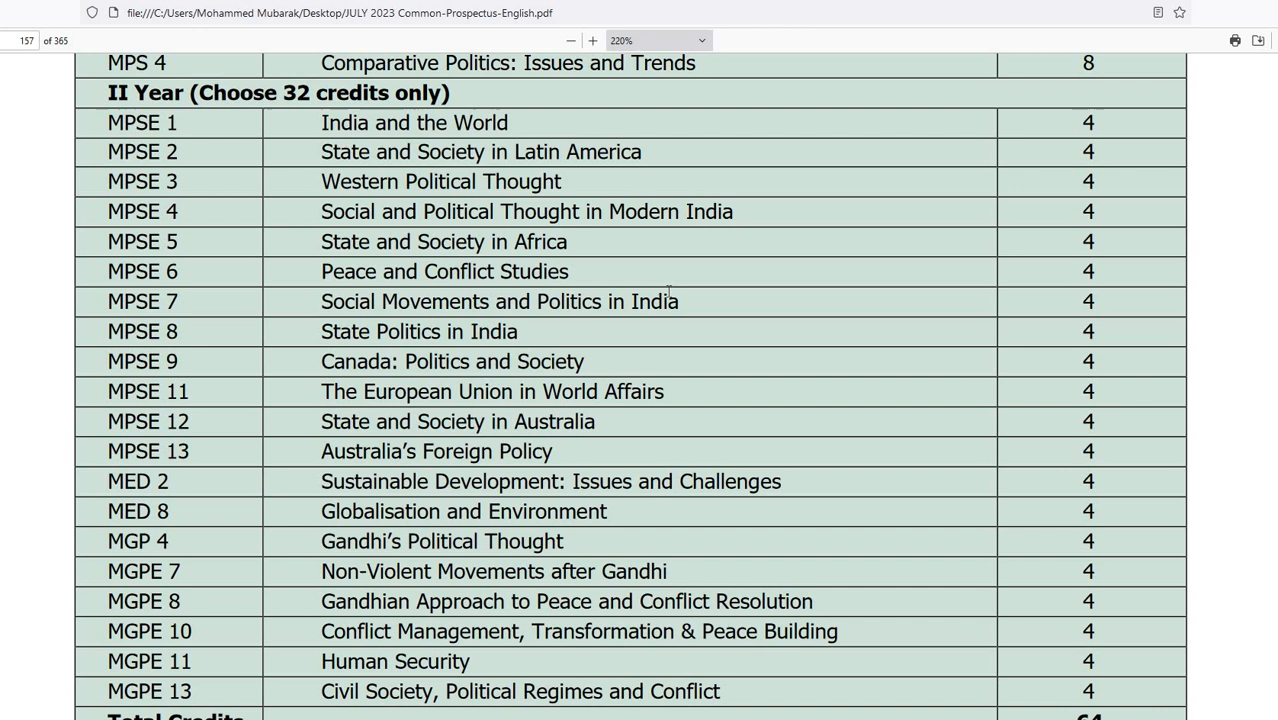 file:///C:/Users/Mohammed Mubarak/Desktop/JULY 2023 Common-Prospectus-English.pdf
157 of 365 220%
MPS 4 Comparative Politics: Issues and Trends 8
II Year (Choose 32 credits only)
MPSE 1 India and the World 4
MPSE 2 State and Society in Latin America 4
MPSE 3 Western Political Thought 4
MPSE 4 Social and Political Thought in Modern India 4
MPSE 5 State and Society in Africa 4
MPSE 6 Peace and Conflict Studies 4
MPSE 7 Social Movements and Politics in India 4
MPSE 8 State Politics in India 4
MPSE 9 Canada: Politics and Society 4
MPSE 11 The European Union in World Affairs 4
MPSE 12 State and Society in Australia 4
MPSE 13 Australia’s Foreign Policy 4
MED 2 Sustainable Development: Issues and Challenges 4
MED 8 Globalisation and Environment 4
MGP 4 Gandhi’s Political Thought 4
MGPE 7 Non-Violent Movements after Gandhi 4
MGPE 8 Gandhian Approach to Peace and Conflict Resolution 4
MGPE 10 Conflict Management, Transformation & Peace Building 4
MGPE 11 Human Security 4
MGPE 13 Civil Society, Political Regimes and Conflict 4
Total Credits 64